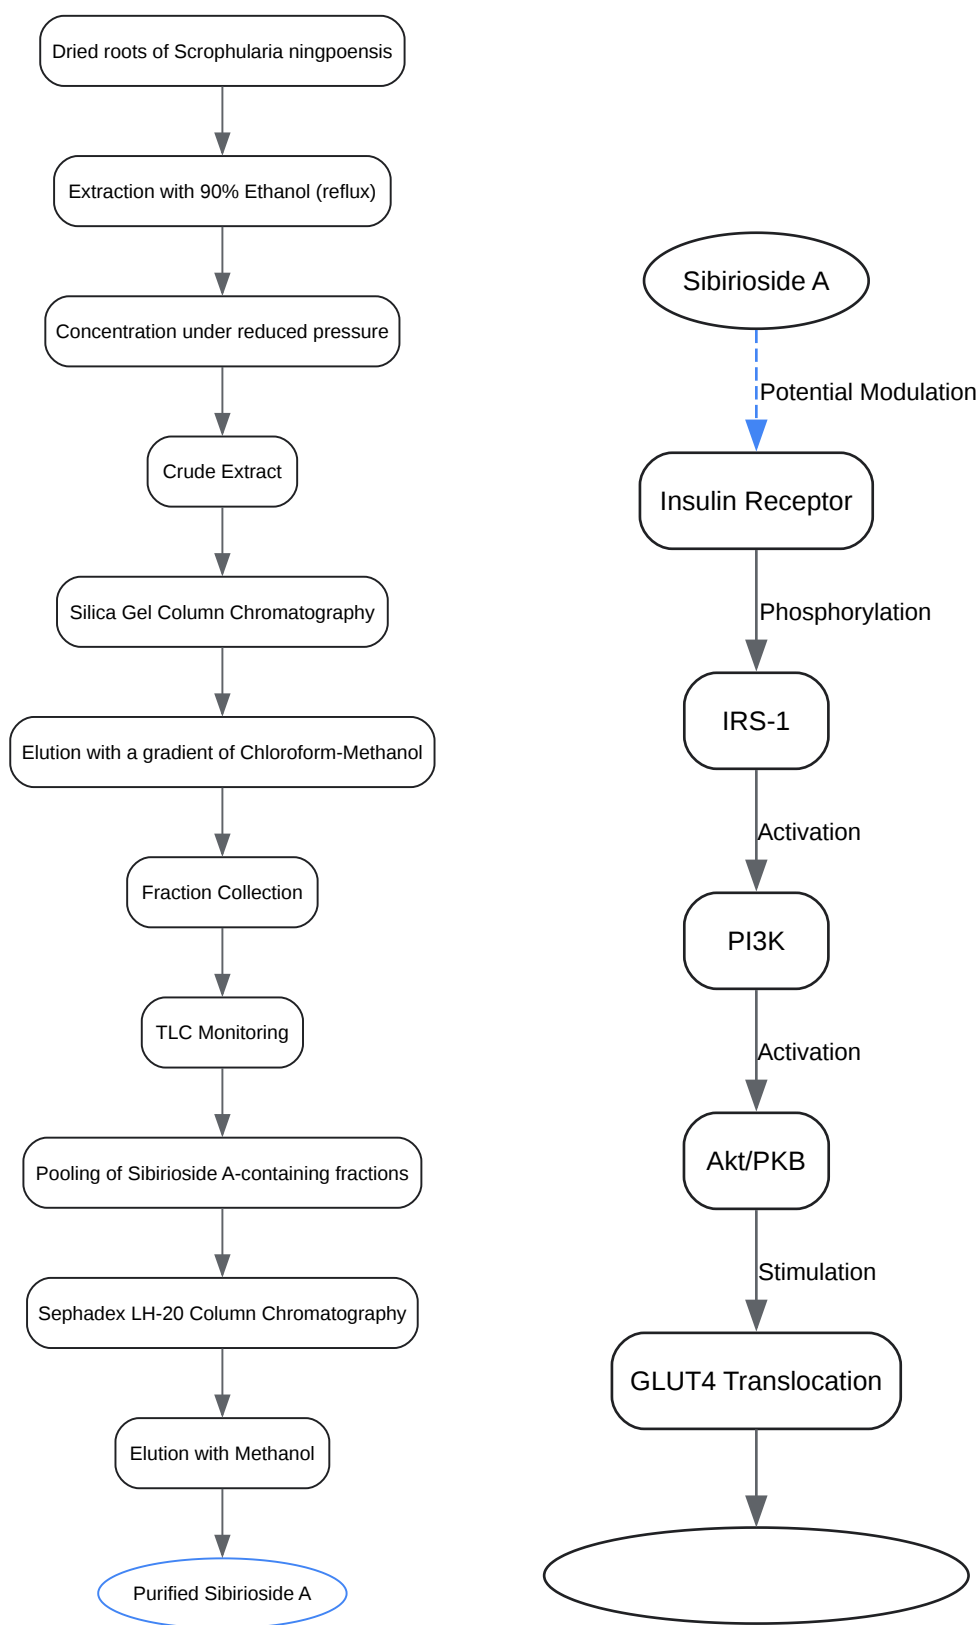 Dried roots of Scrophularia ningpoensis
Extraction with 90% Ethanol (reflux)
Concentration under reduced pressure
Crude Extract
Silica Gel Column Chromatography
Elution with a gradient of Chloroform-Methanol
Fraction Collection
TLC Monitoring
Pooling of Sibirioside A-containing fractions
Sephadex LH-20 Column Chromatography
Elution with Methanol
Purified Sibirioside A
Sibirioside A
Potential Modulation
Insulin Receptor
Phosphorylation
IRS-1
Activation
PI3K
Activation
Akt/PKB
Stimulation
GLUT4 Translocation